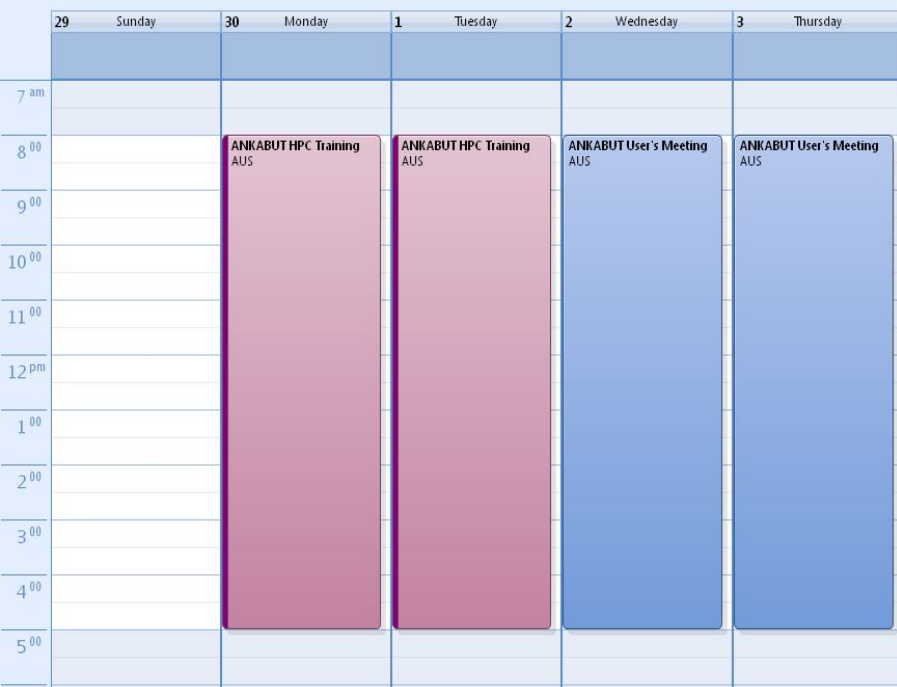 29 Sunday 30 Monday 1 Tuesday 2 Wednesday 3 Thursday
7 am
8 00
ANKABUT HPC Training
AUS
ANKABUT HPC Training
AUS
ANKABUT User's Meeting
AUS
ANKABUT User's Meeting
AUS
9 00
10 00
11 00
12 pm
1 00
2 00
3 00
4 00
5 00